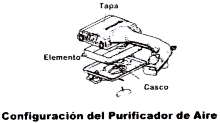 Tapa
Elemento
Casco
Configuración del Purificador de Aire